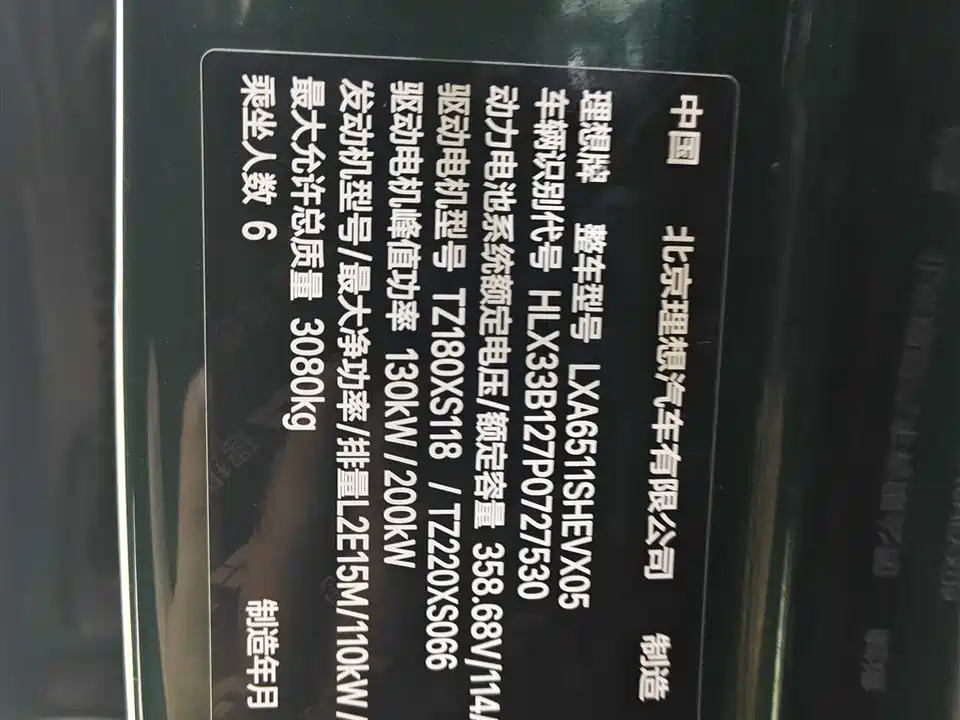 中国 北京理想汽车有限公司 制造
理想牌 整车型号 LXA6511SHEVX05
车辆识别代号 HLX33B127P0727530
动力电池系统额定电压/额定容量 358.68V/114/
驱动电机型号 TZ180XS118 /TZ220XS066
驱动电机峰值功率 130kW/200kW
发动机型号/最大净功率/排量L2E15M/110kW/
最大允许总质量 3080kg
乘坐人数 6 制造年月